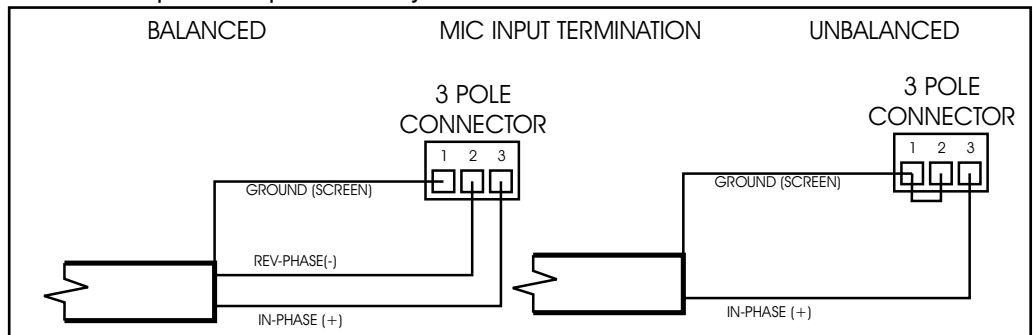 BALANCED
MIC INPUT TERMINATION
UNBALANCED
3 POLE
CONNECTOR
1 2 3
GROUND (SCREEN)
REV-PHASE(-)
IN-PHASE (+)
3 POLE
CONNECTOR
1 2 3
GROUND (SCREEN)
IN-PHASE (+)